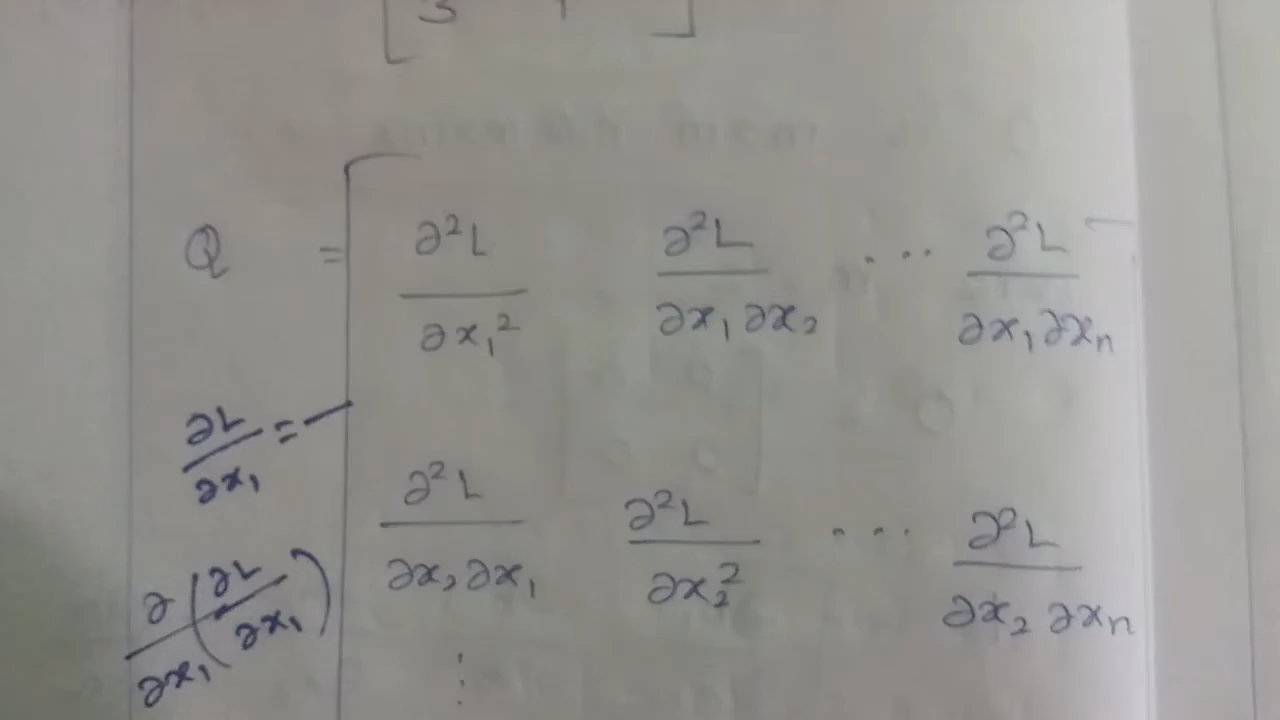 3
Q = [ ∂²L/∂x₁² ∂²L/∂x₁∂x₂ ... ∂²L/∂x₁∂xₙ
∂L/∂x₁ = —
∂²L/∂x₂∂x₁ ∂²L/∂x₂² ... ∂²L/∂x₂∂xₙ
∂/∂x₁ (∂L/∂x₁)
⋮